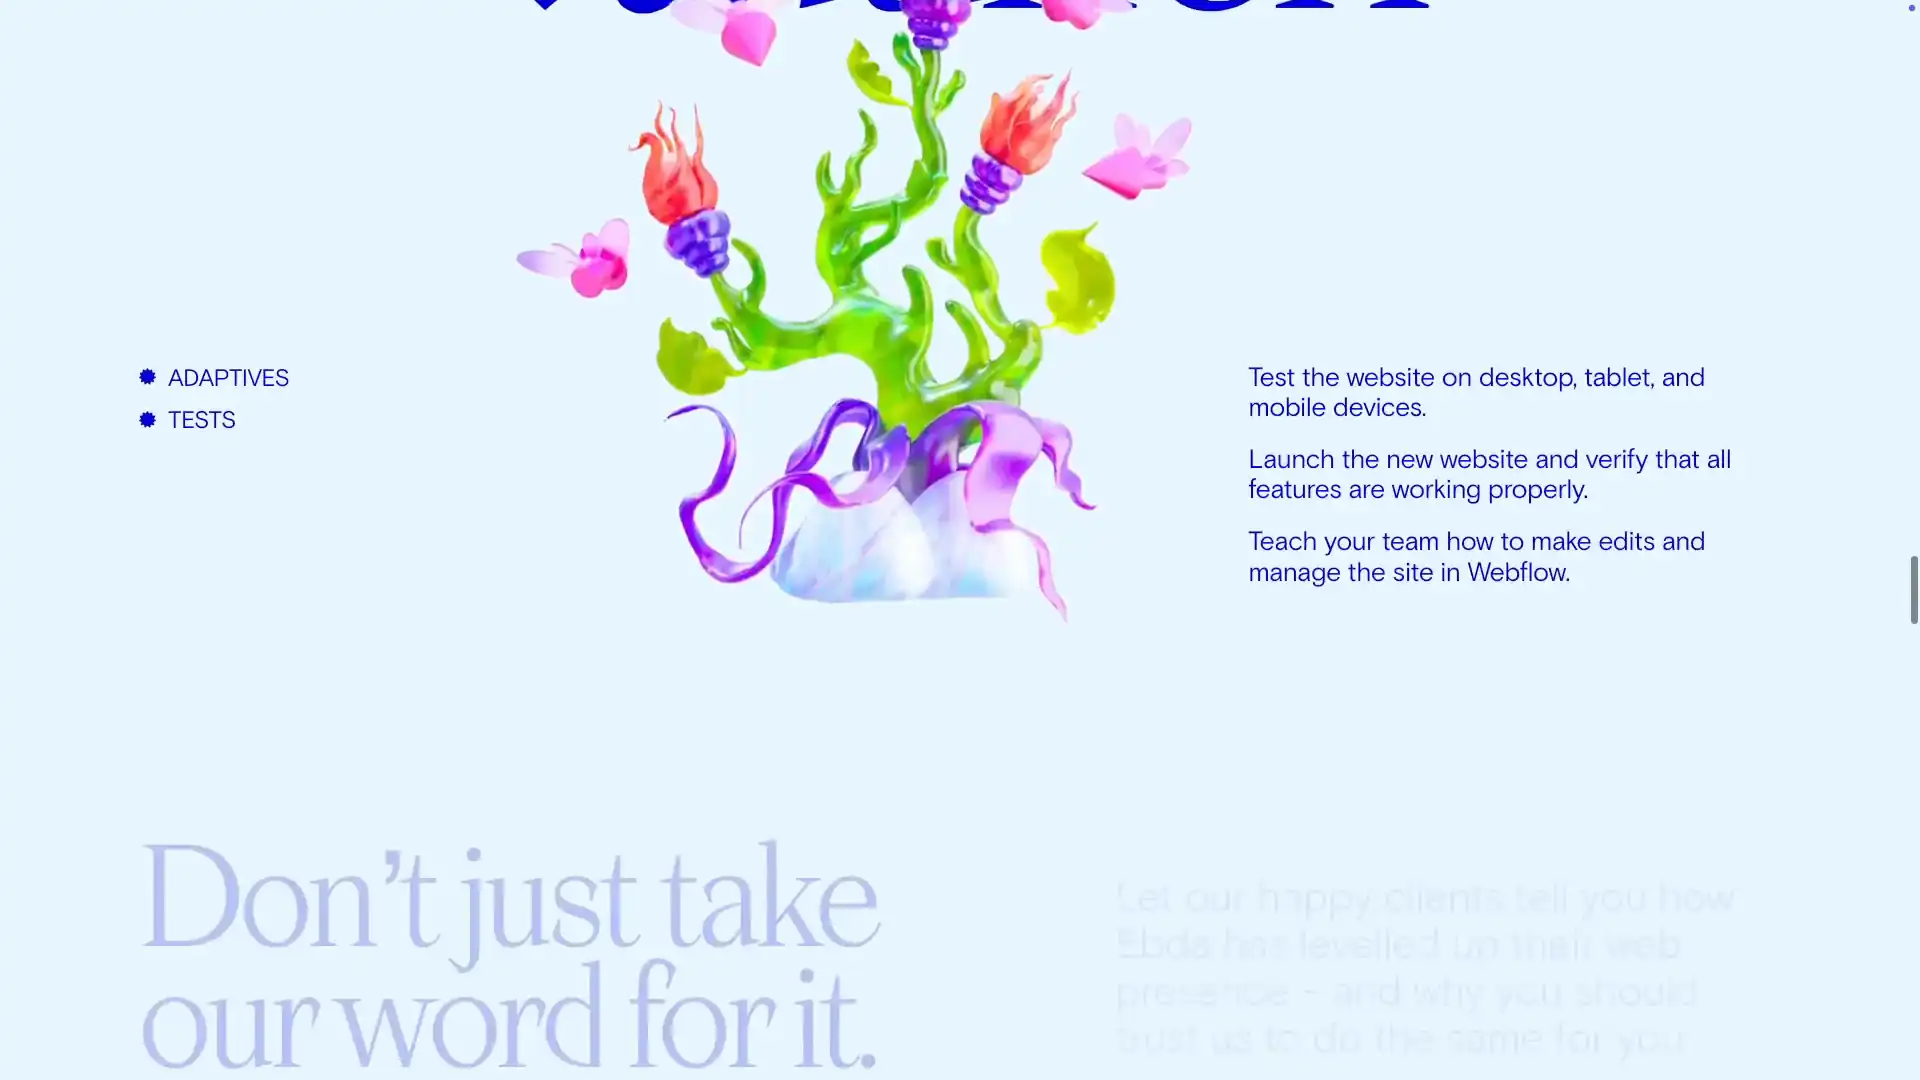 ADAPTIVES
TESTS
Test the website on desktop, tablet, and
mobile devices.
Launch the new website and verify that all
features are working properly.
Teach your team how to make edits and
manage the site in Webflow.
Don’t just take
our word for it.
Let our happy clients tell you how
Ebda has levelled up their web
presence - and why you should
trust us to do the same for you